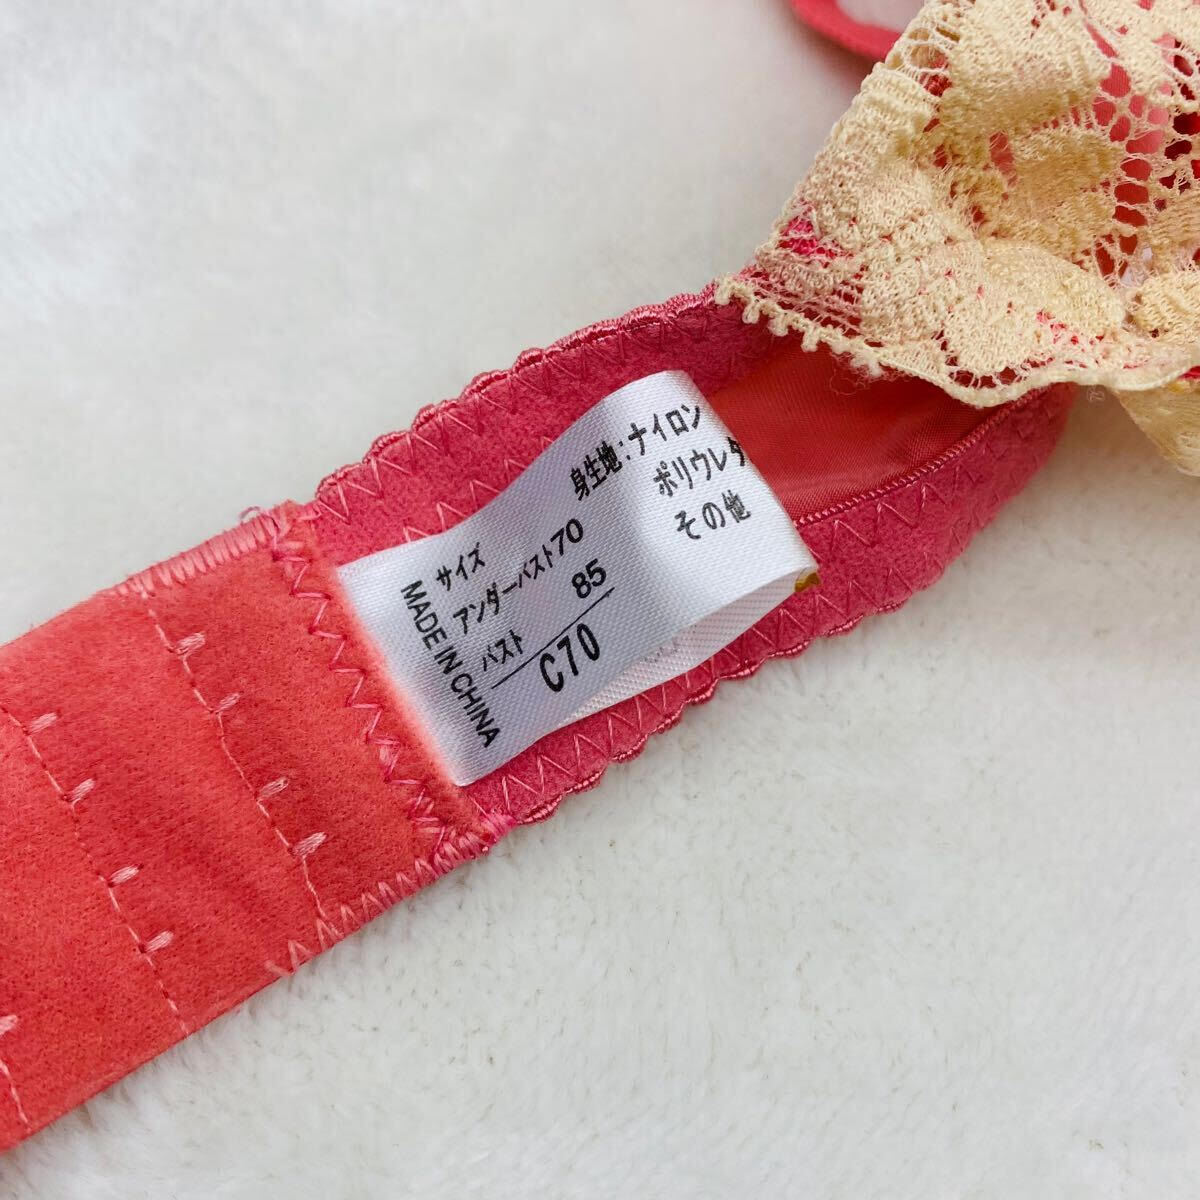 サイズ
アンダーバスト70
バスト 85
C70
MADE IN CHINA
身生地:ナイロン
ポリウレタ
その他